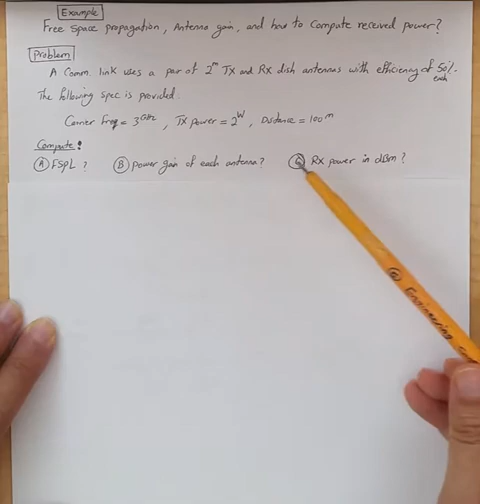 Example
Free Space propagation, Antenna gain, and how to Compute received power?
Problem
A Comm. link uses a pair of 2m Tx and Rx dish antennas with efficiency of 50%. each
The following spec is provided:
Carrier freq = 3GHz, Tx power = 2W, Distance = 100m
Compute:
(A) FSPL? (B) power gain of each antenna? (C) Rx power in dBm?
Engineering